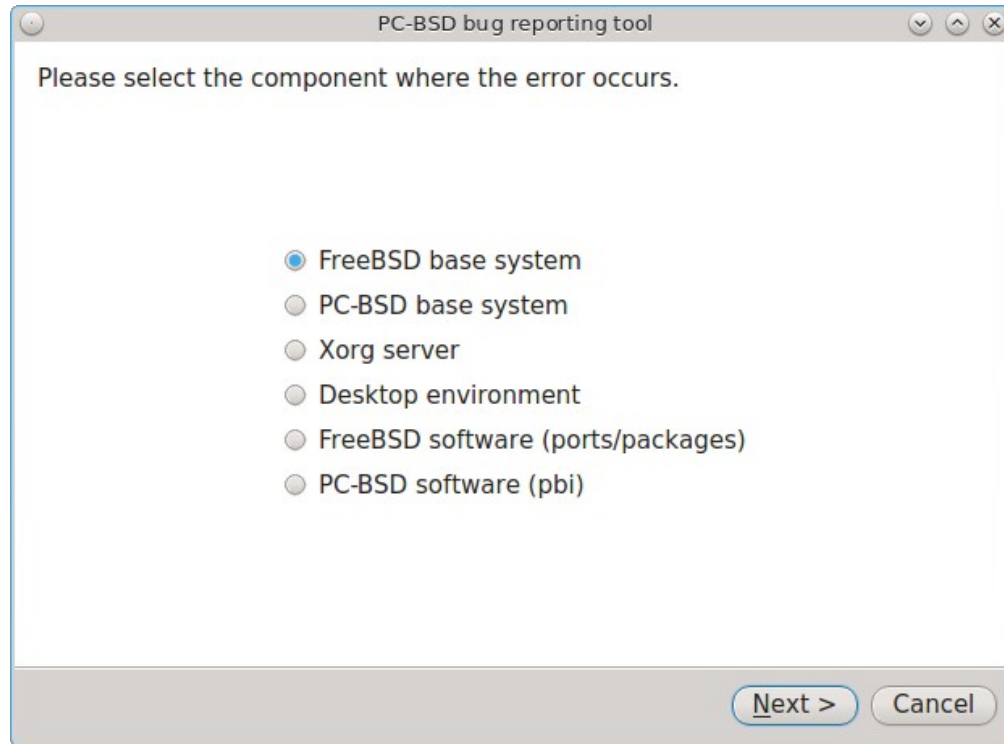 PC-BSD bug reporting tool
Please select the component where the error occurs.
FreeBSD base system
PC-BSD base system
Xorg server
Desktop environment
FreeBSD software (ports/packages)
PC-BSD software (pbi)
Next > Cancel